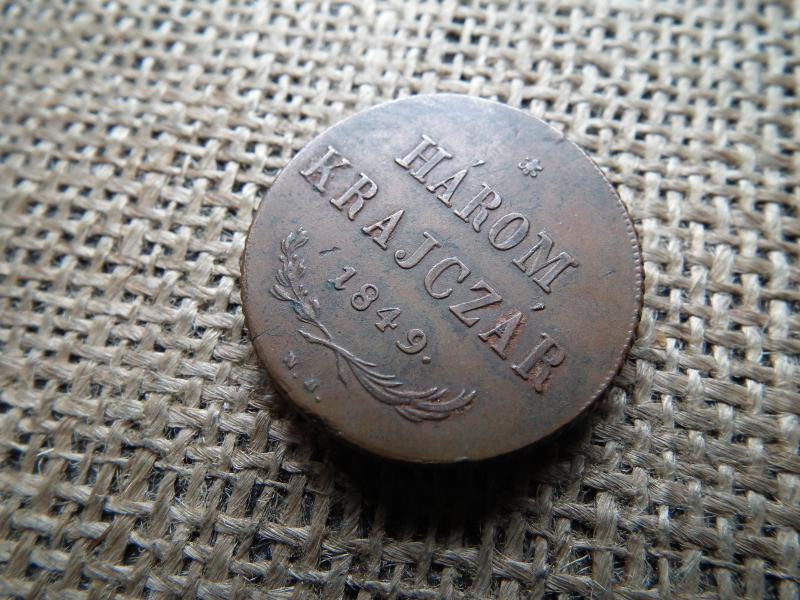 HÁROM
KRAJCZÁR
1849.
N. B.